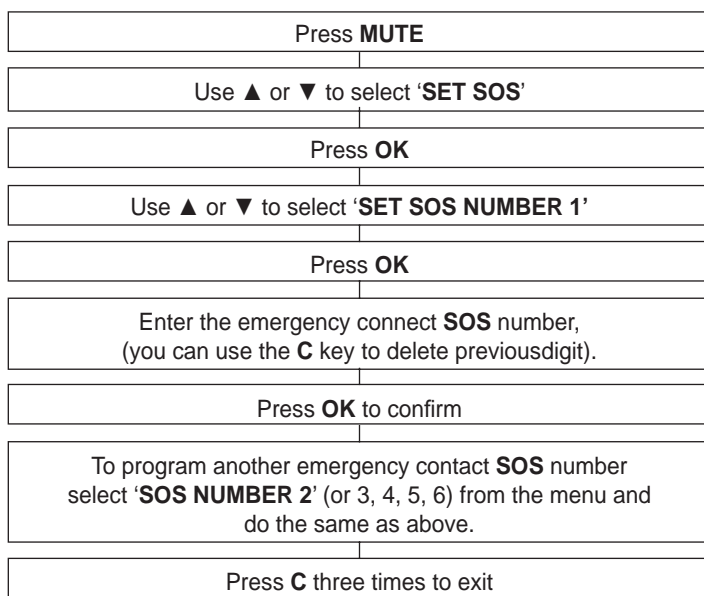 Press MUTE
Use ▲ or ▼ to select ‘SET SOS’
Press OK
Use ▲ or ▼ to select ‘SET SOS NUMBER 1’
Press OK
Enter the emergency connect SOS number,
(you can use the C key to delete previousdigit).
Press OK to confirm
To program another emergency contact SOS number
select ‘SOS NUMBER 2’ (or 3, 4, 5, 6) from the menu and
do the same as above.
Press C three times to exit